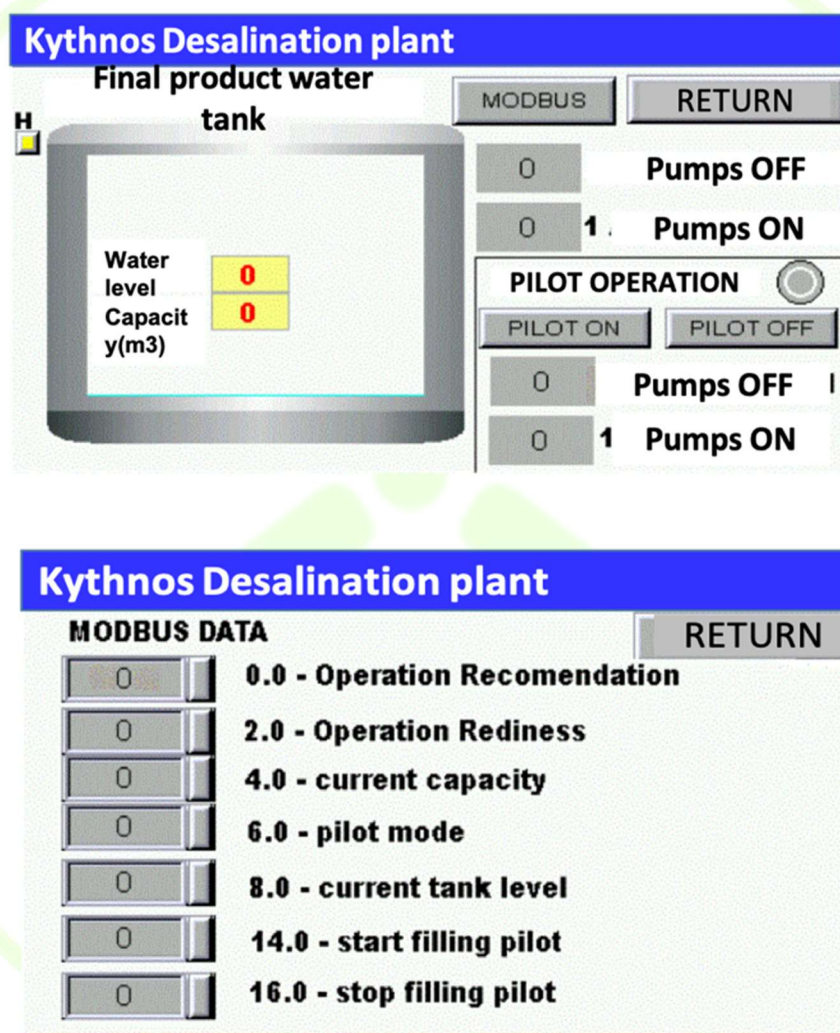 Kythnos Desalination plant
Final product water
tank
H
MODBUS
RETURN
0 Pumps OFF
0 1 . Pumps ON
Water
level
0
Capacit
y(m3)
0
PILOT OPERATION
PILOT ON
PILOT OFF
0 Pumps OFF
0 1 Pumps ON
Kythnos Desalination plant
MODBUS DATA
RETURN
0 0.0 - Operation Recomendation
0 2.0 - Operation Rediness
0 4.0 - current capacity
0 6.0 - pilot mode
0 8.0 - current tank level
0 14.0 - start filling pilot
0 16.0 - stop filling pilot